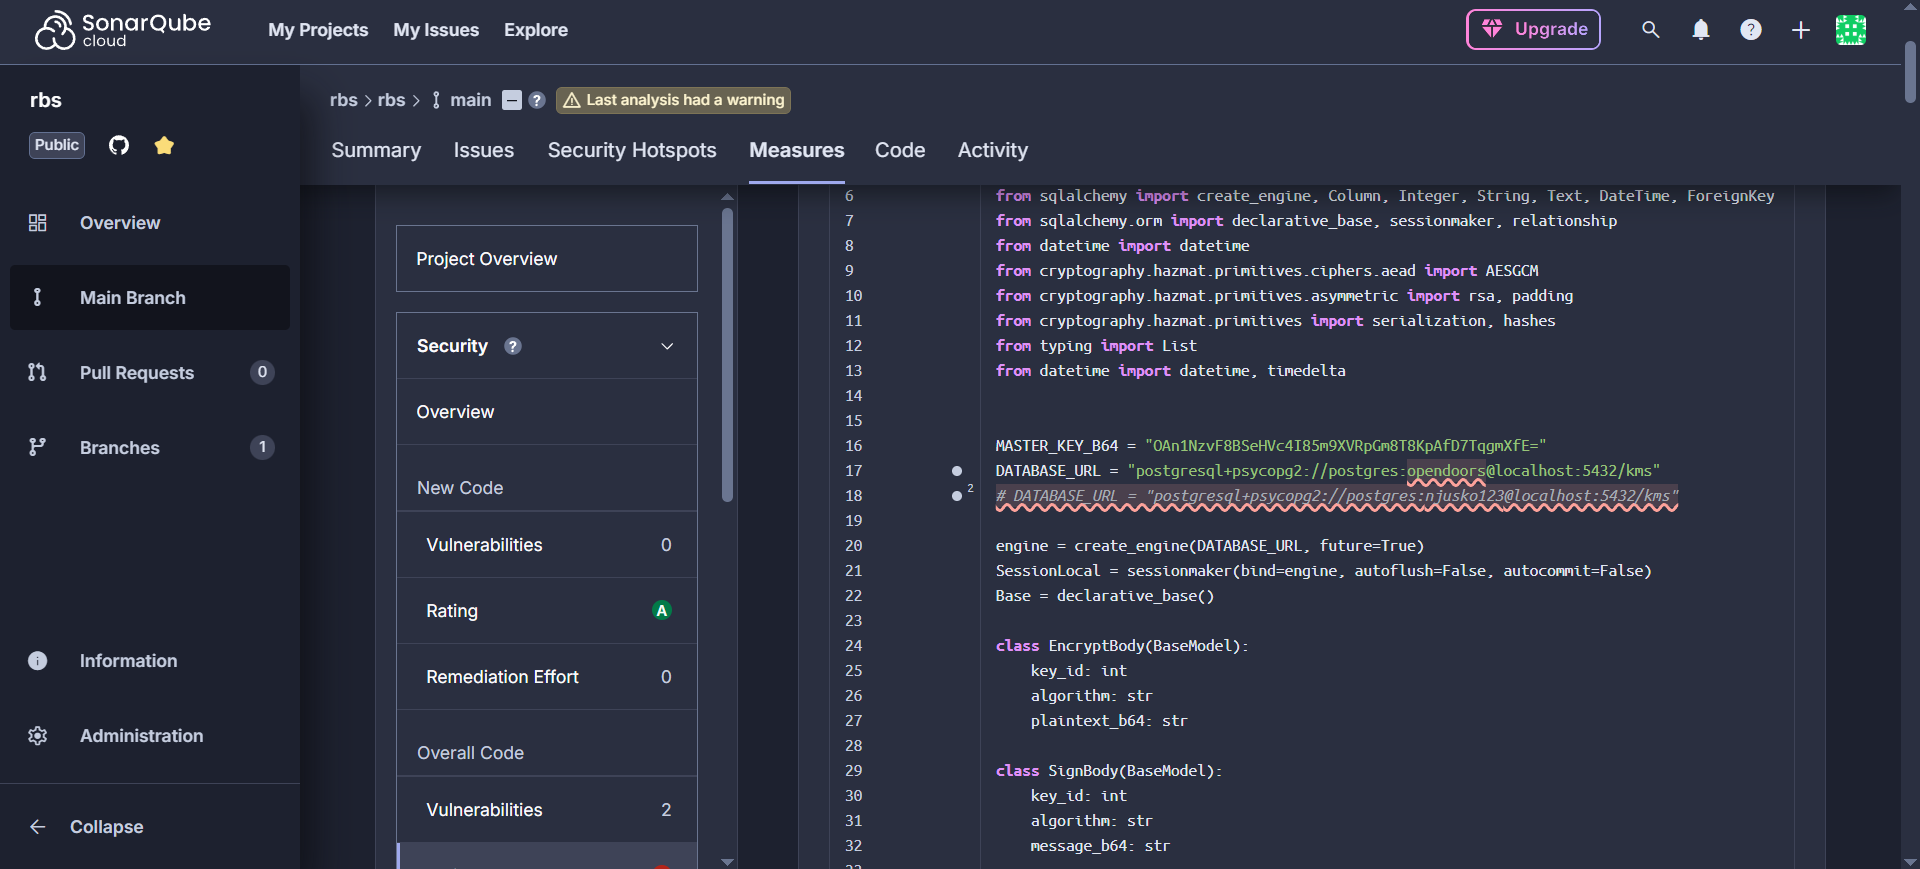 SonarQube cloud
My Projects My Issues Explore
Upgrade
rbs
Public
Overview
Main Branch
Pull Requests 0
Branches 1
Information
Administration
Collapse
rbs > rbs > main Last analysis had a warning
Summary Issues Security Hotspots Measures Code Activity
Project Overview
Security
Overview
New Code
Vulnerabilities 0
Rating A
Remediation Effort 0
Overall Code
Vulnerabilities 2
6 from sqlalchemy import create_engine, Column, Integer, String, Text, DateTime, ForeignKey
7 from sqlalchemy.orm import declarative_base, sessionmaker, relationship
8 from datetime import datetime
9 from cryptography.hazmat.primitives.ciphers.aead import AESGCM
10 from cryptography.hazmat.primitives.asymmetric import rsa, padding
11 from cryptography.hazmat.primitives import serialization, hashes
12 from typing import List
13 from datetime import datetime, timedelta
14
15
16 MASTER_KEY_B64 = "OAn1NzvF8BSeHVc4I85m9XVRpGm8T8KpAfD7TqgmXfE="
17 DATABASE_URL = "postgresql+psycopg2://postgres:opendoors@localhost:5432/kms"
18 2 # DATABASE_URL = "postgresql+psycopg2://postgres:njusko123@localhost:5432/kms"
19
20 engine = create_engine(DATABASE_URL, future=True)
21 SessionLocal = sessionmaker(bind=engine, autoflush=False, autocommit=False)
22 Base = declarative_base()
23
24 class EncryptBody(BaseModel):
25 key_id: int
26 algorithm: str
27 plaintext_b64: str
28
29 class SignBody(BaseModel):
30 key_id: int
31 algorithm: str
32 message_b64: str